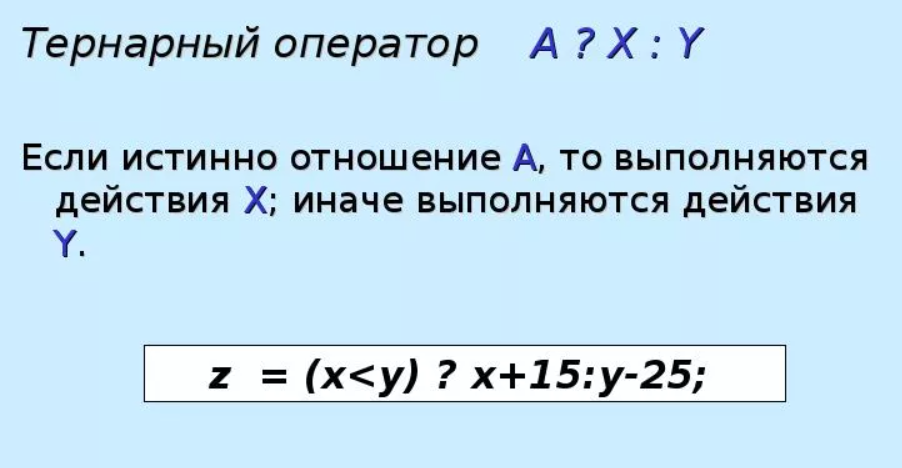 Тернарный оператор A ? X : Y
Если истинно отношение A, то выполняются
действия X; иначе выполняются действия
Y.
z = (x<y) ? x+15:y-25;